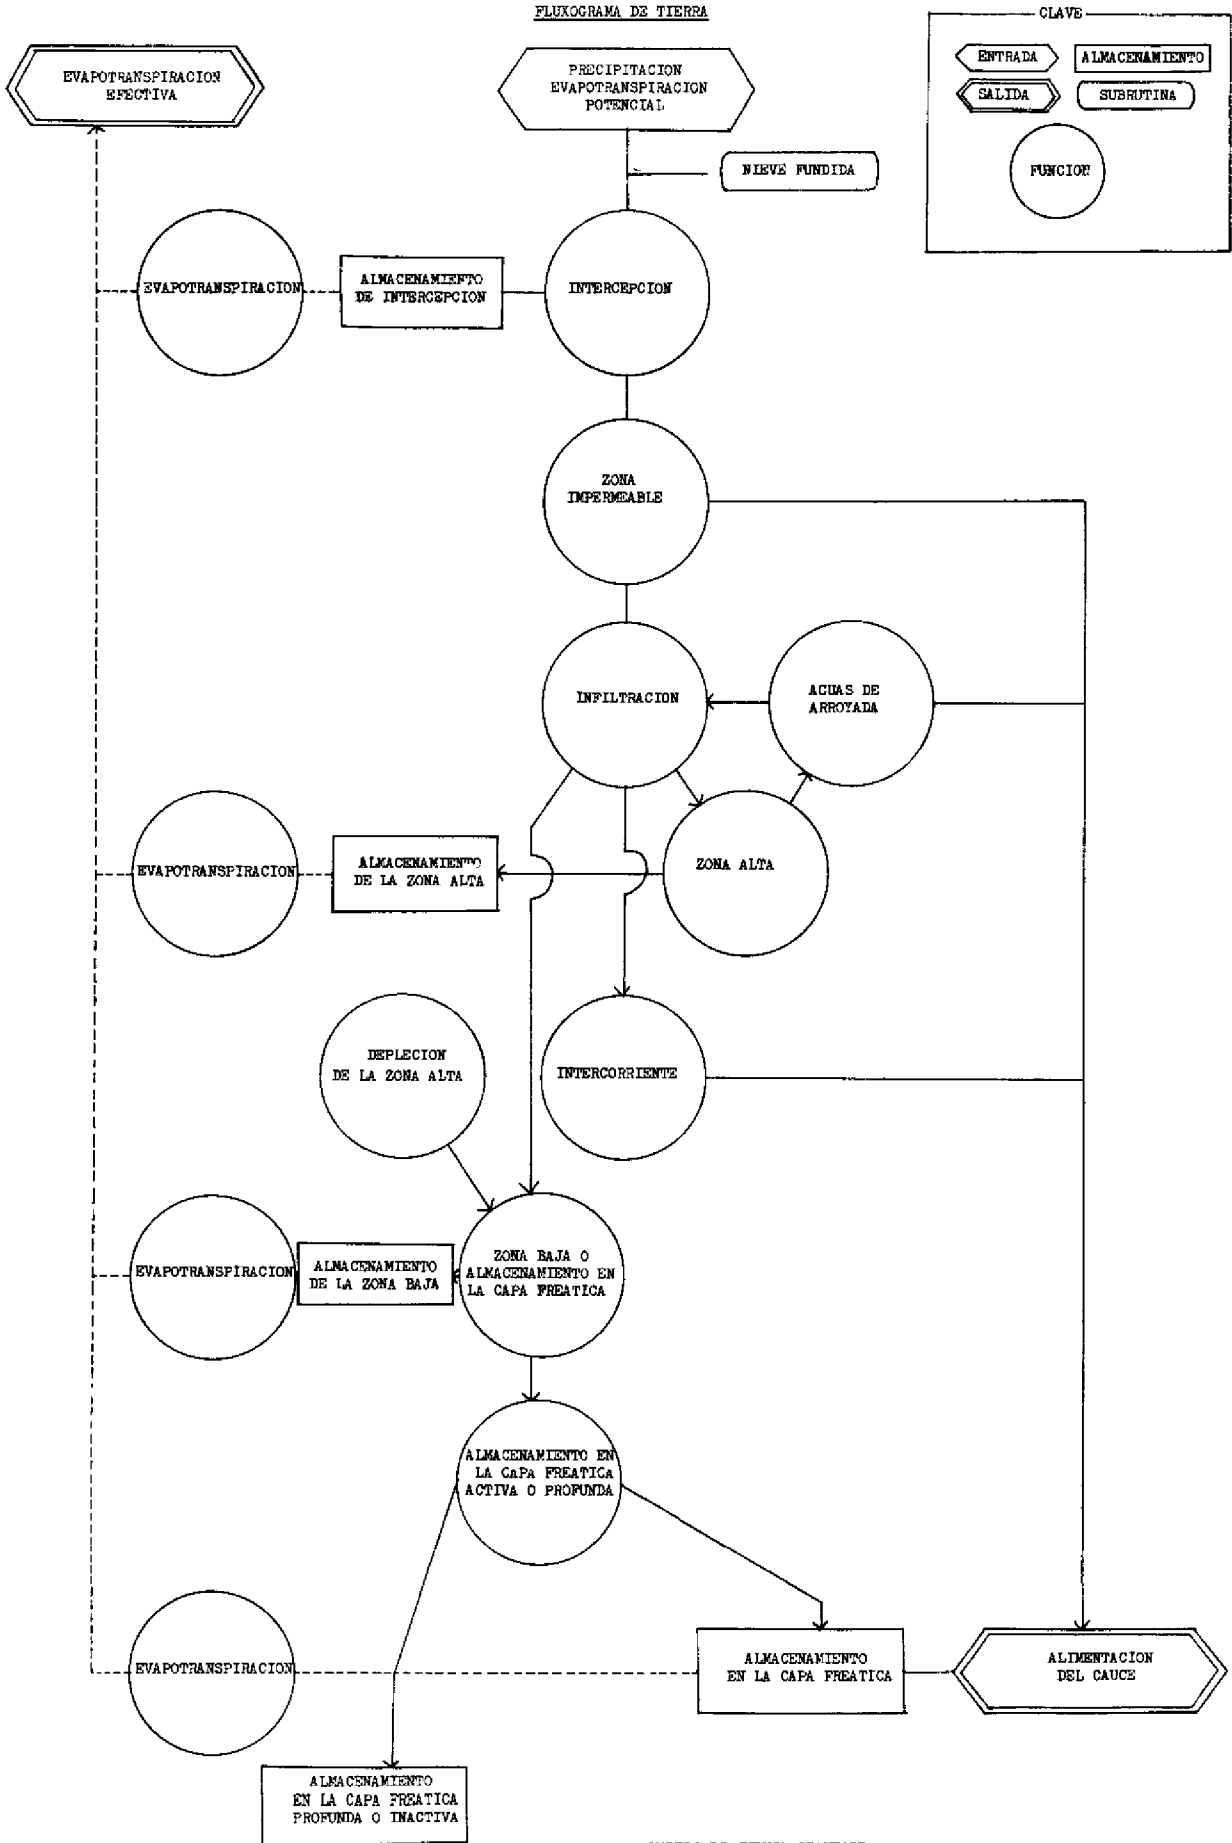 FLUXOGRAMA DE TIERRA
CLAVE
ENTRADA
ALMACENAMIENTO
SALIDA
SUBRUTINA
FUNCION
EVAPOTRANSPIRACION
EFECTIVA
PRECIPITACION
EVAPOTRANSPIRACION
POTENCIAL
NIEVE FUNDIDA
EVAPOTRANSPIRACION
ALMACENAMIENTO
DE INTERCEPCION
INTERCEPCION
ZONA
IMPERMEABLE
INFILTRACION
AGUAS DE
ARROYADA
EVAPOTRANSPIRACION
ALMACENAMIENTO
DE LA ZONA ALTA
ZONA ALTA
DEPLECION
DE LA ZONA ALTA
INTERCORRIENTE
EVAPOTRANSPIRACION
ALMACENAMIENTO
DE LA ZONA BAJA
ZONA BAJA O
ALMACENAMIENTO EN
LA CAPA FREATICA
ALMACENAMIENTO EN
LA CAPA FREATICA
ACTIVA O PROFUNDA
EVAPOTRANSPIRACION
ALMACENAMIENTO
EN LA CAPA FREATICA
ALIMENTACION
DEL CAUCE
ALMACENAMIENTO
EN LA CAPA FREATICA
PROFUNDA O INACTIVA